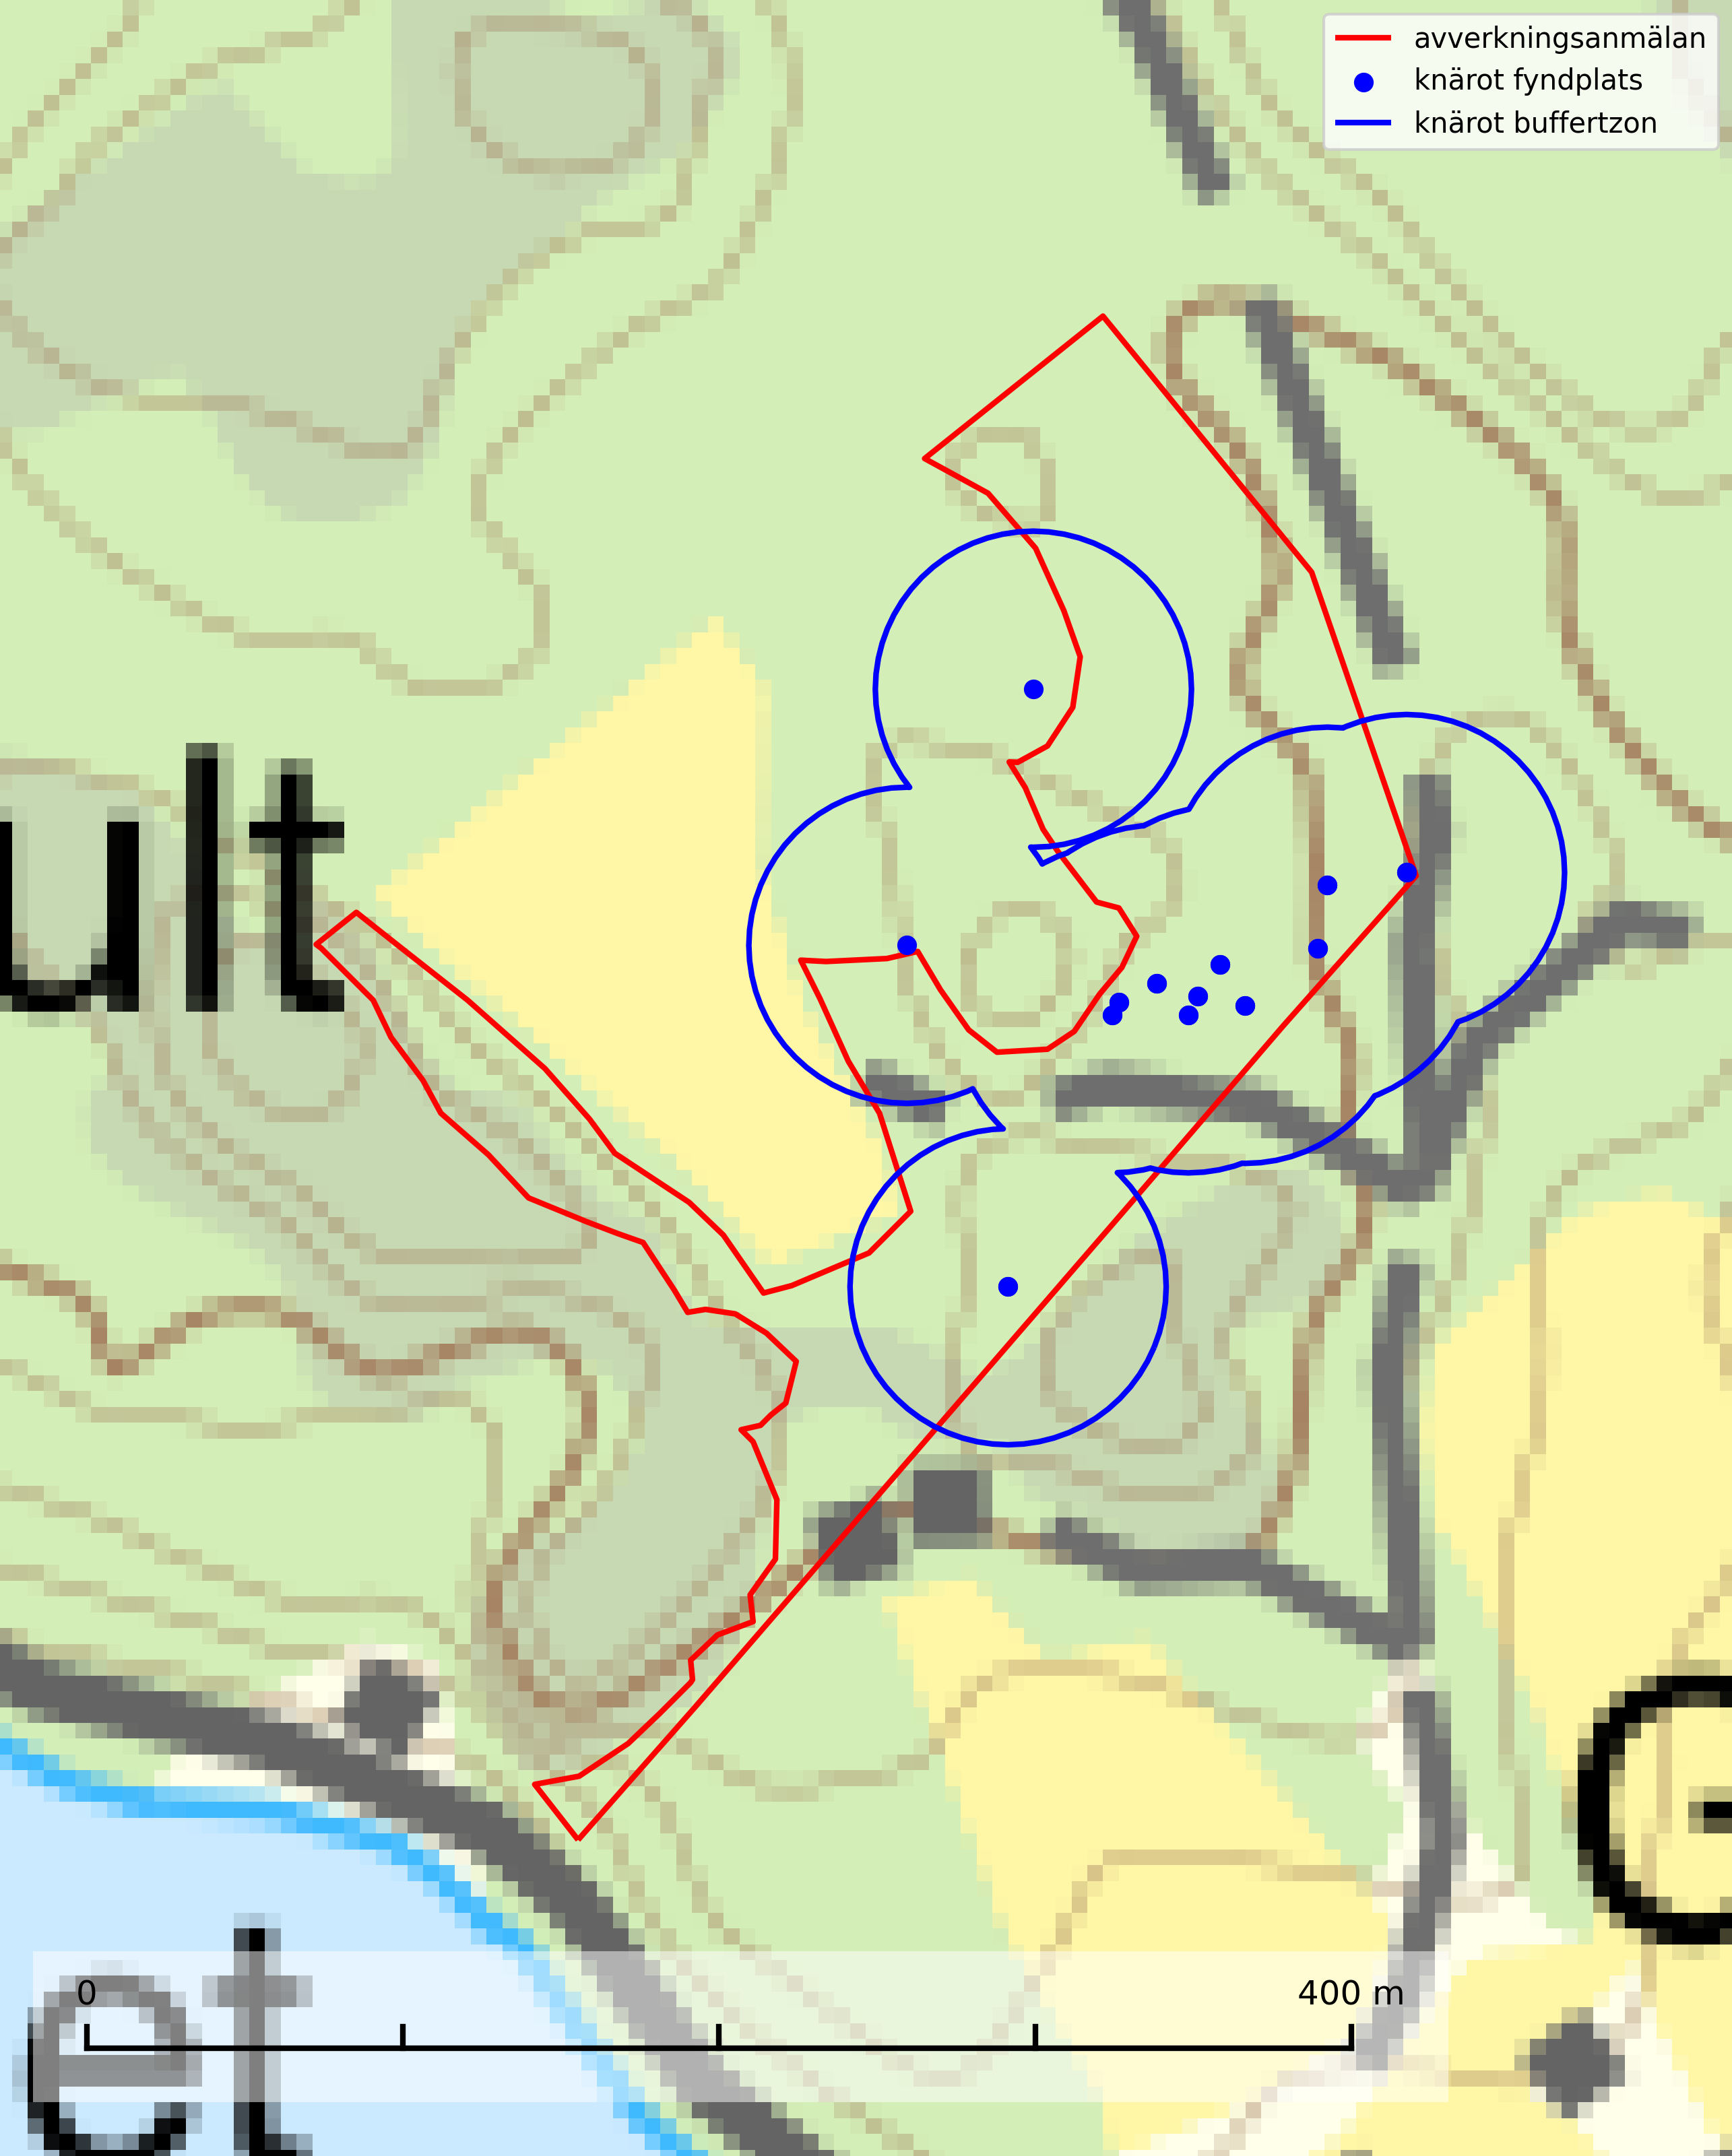 avverkningsanmälan
knärot fyndplats
knärot buffertzon
ult
et
0 400 m